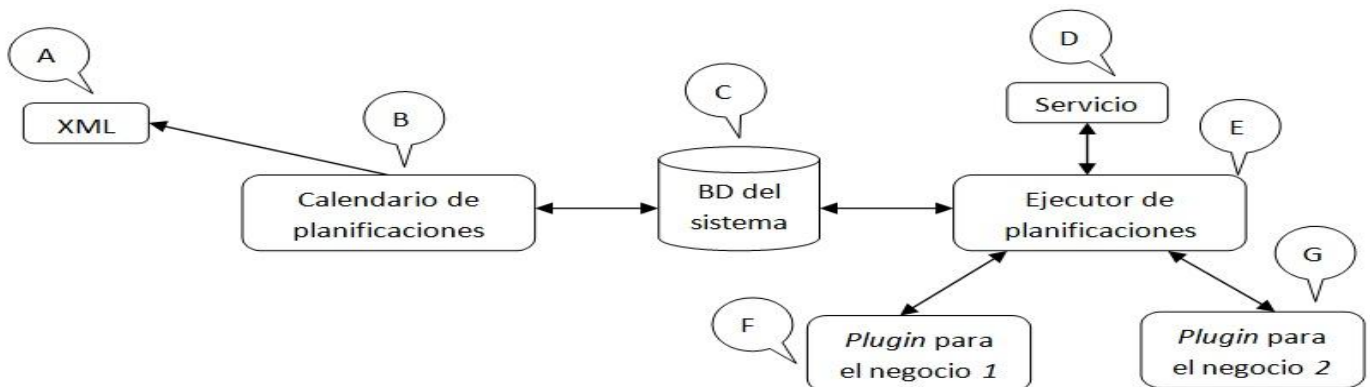 A
XML
B
Calendario de
planificaciones
C
BD del
sistema
D
Servicio
E
Ejecutor de
planificaciones
F
Plugin para
el negocio 1
G
Plugin para
el negocio 2